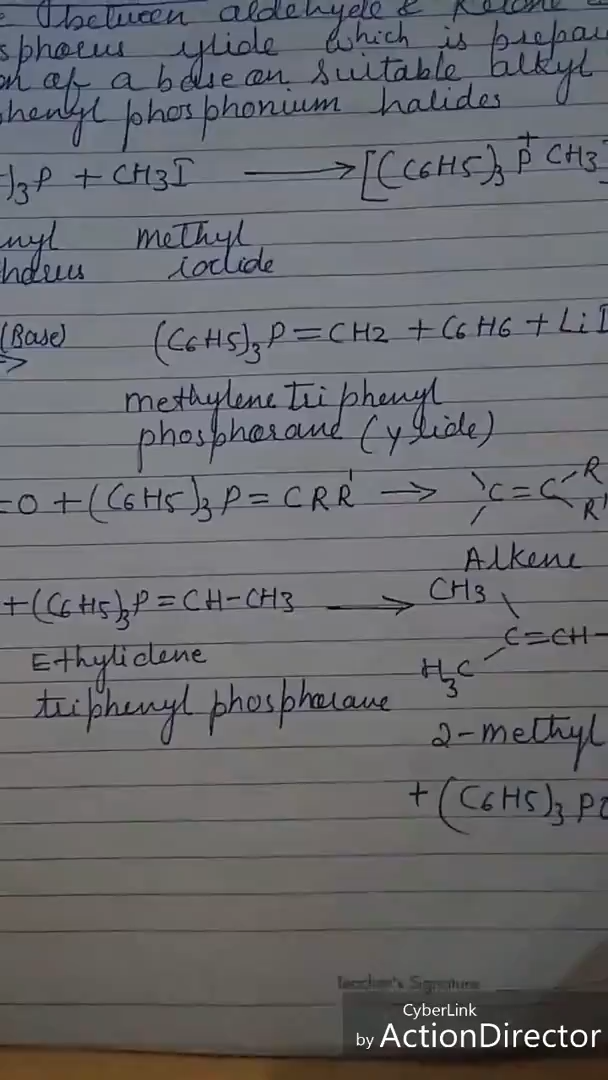 between aldehyde & Ketone
sphorus ylide which is prepa
on of a base on suitable alkyl
henyl phosphonium halides
)3P + CH3I ⟶ [(C6H5)3 P+ CH3
nyl methyl
horus iodide
(Base) (C6H5)3P=CH2 + C6H6 + LiI
→
methylene triphenyl
phosphorane (ylide)
=O + (C6H5)3P = CRR' → C=C R R'
Alkene
+(C6H5)3P=CH-CH3 ⟶ CH3
C=CH-
Ethylidene H3C
triphenyl phosphorane
2-methyl
+ (C6H5)3 PO
Teacher's Signature
CyberLink
by ActionDirector